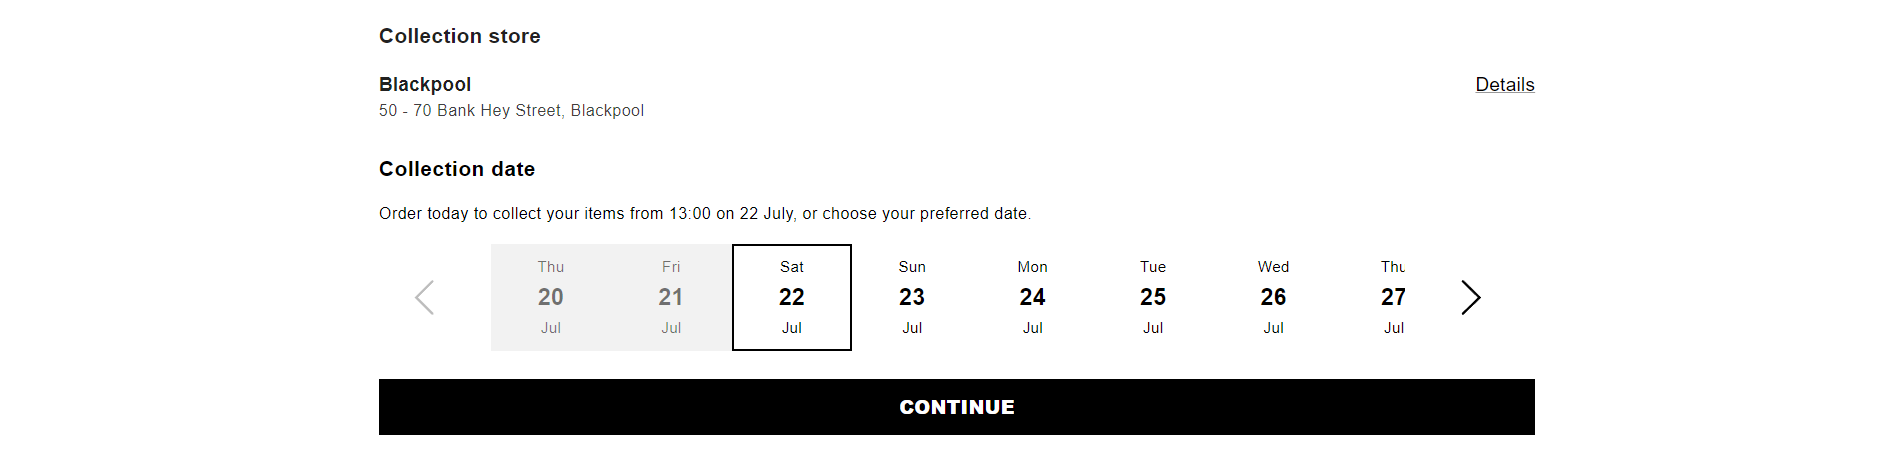 Collection store
Blackpool
Details
50 - 70 Bank Hey Street, Blackpool
Collection date
Order today to collect your items from 13:00 on 22 July, or choose your preferred date.
Thu Fri Sat Sun Mon Tue Wed Thu
20 21 22 23 24 25 26 27
Jul Jul Jul Jul Jul Jul Jul Jul
CONTINUE